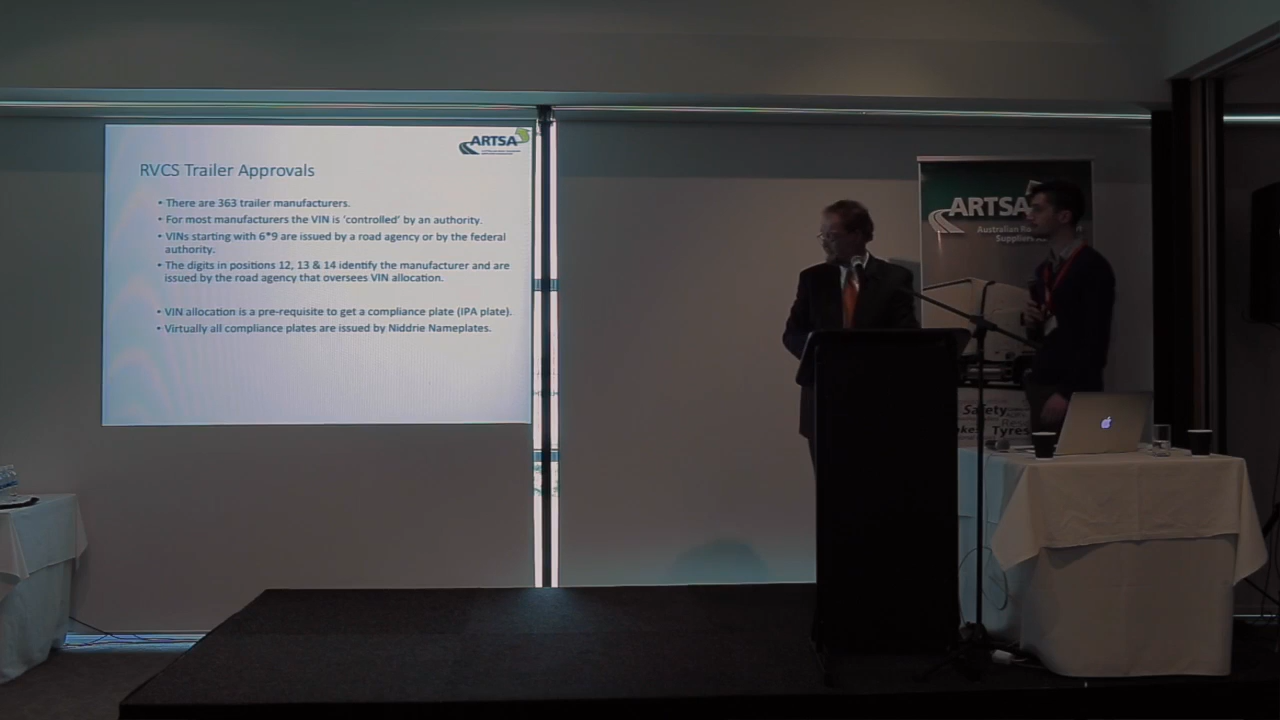 ARTSA
RVCS Trailer Approvals
• There are 363 trailer manufacturers.
• For most manufacturers the VIN is ‘controlled’ by an authority.
• VINs starting with 6*9 are issued by a road agency or by the federal
authority.
• The digits in positions 12, 13 & 14 identify the manufacturer and are
issued by the road agency that oversees VIN allocation.
• VIN allocation is a pre-requisite to get a compliance plate (IPA plate).
• Virtually all compliance plates are issued by Niddrie Nameplates.
ARTSA
Australian
Suppliers
Safety
Tyres